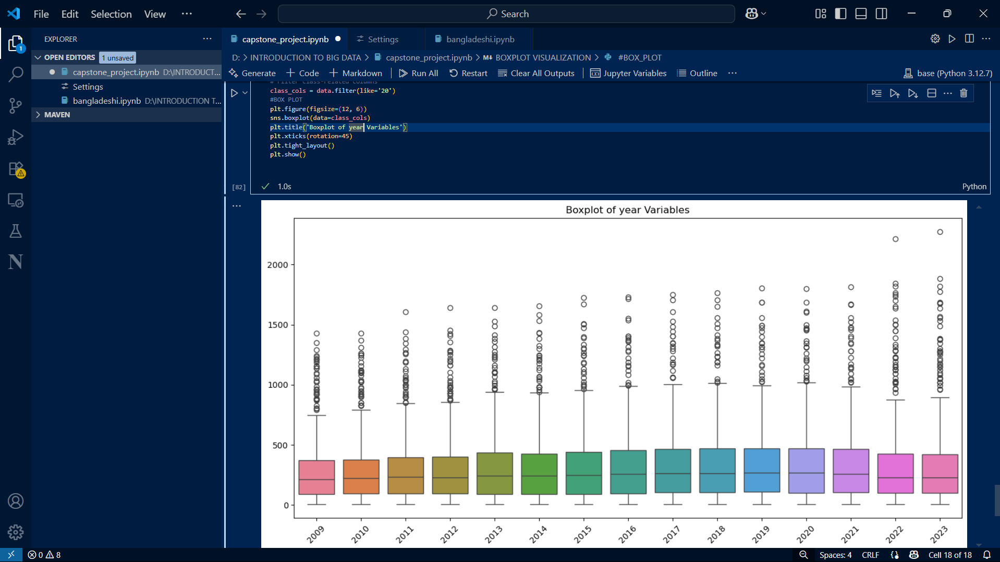 File Edit Selection View ··· Search
EXPLORER ···
capstone_project.ipynb Settings bangladeshi.ipynb
OPEN EDITORS 1 unsaved
capstone_project.ipynb D:\INTRODUCT...
Settings
bangladeshi.ipynb D:\INTRODUCTION T...
MAVEN
D: > INTRODUCTION TO BIG DATA > capstone_project.ipynb > M↓ BOXPLOT VISUALIZATION > #BOX_PLOT
Generate + Code + Markdown Run All Restart Clear All Outputs Jupyter Variables Outline ··· base (Python 3.12.7)
# Filter class-related columns
class_cols = data.filter(like='20')
#BOX PLOT
plt.figure(figsize=(12, 6))
sns.boxplot(data=class_cols)
plt.title('Boxplot of year Variables')
plt.xticks(rotation=45)
plt.tight_layout()
plt.show()
[82] 1.0s Python
Boxplot of year Variables
2000
1500
1000
500
0
2009 2010 2011 2012 2013 2014 2015 2016 2017 2018 2019 2020 2021 2022 2023
1
N
0 8 Spaces: 4 CRLF Cell 18 of 18